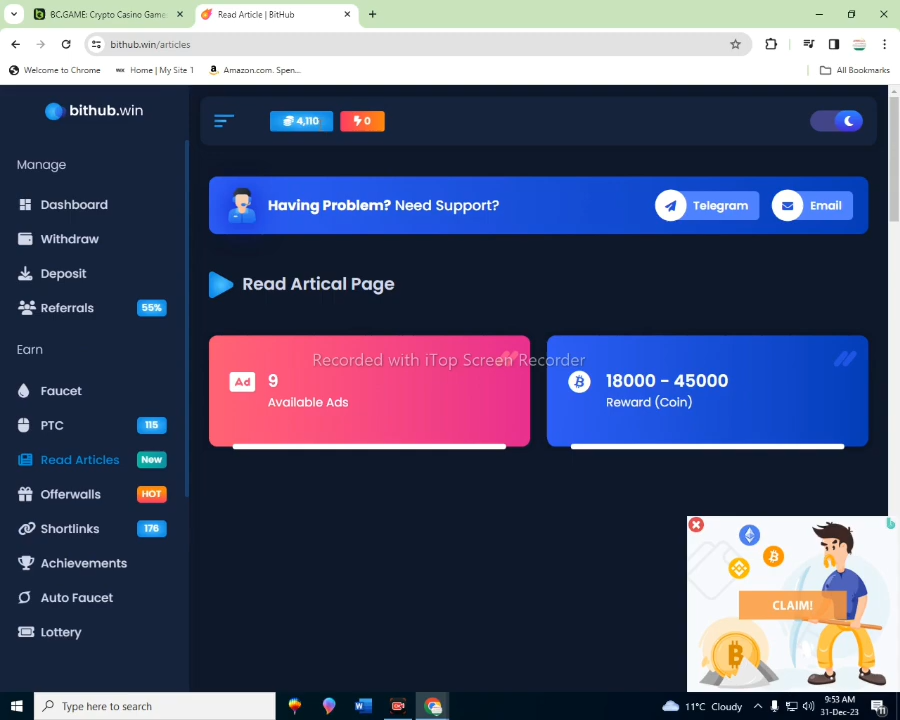 BC.GAME: Crypto Casino Game
Read Article | BitHub
bithub.win/articles
Welcome to Chrome
Home | My Site 1
Amazon.com. Spen...
All Bookmarks
bithub.win
4,110
0
Manage
Dashboard
Withdraw
Deposit
Referrals 55%
Earn
Faucet
PTC 115
Read Articles New
Offerwalls HOT
Shortlinks 176
Achievements
Auto Faucet
Lottery
Having Problem? Need Support?
Telegram
Email
Read Artical Page
Recorded with iTop Screen Recorder
Ad
9
Available Ads
18000 - 45000
Reward (Coin)
CLAIM!
Type here to search
11°C Cloudy
9:53 AM
31-Dec-23